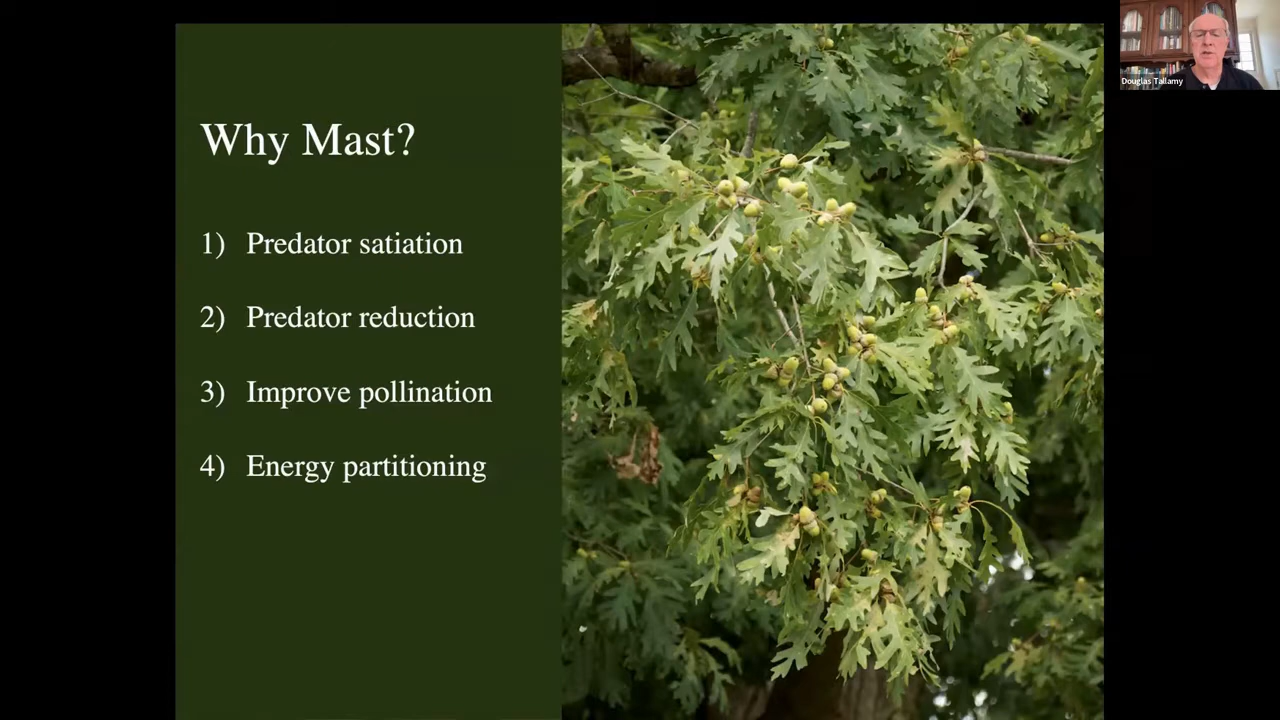 Why Mast?
1) Predator satiation
2) Predator reduction
3) Improve pollination
4) Energy partitioning
Douglas Tallamy